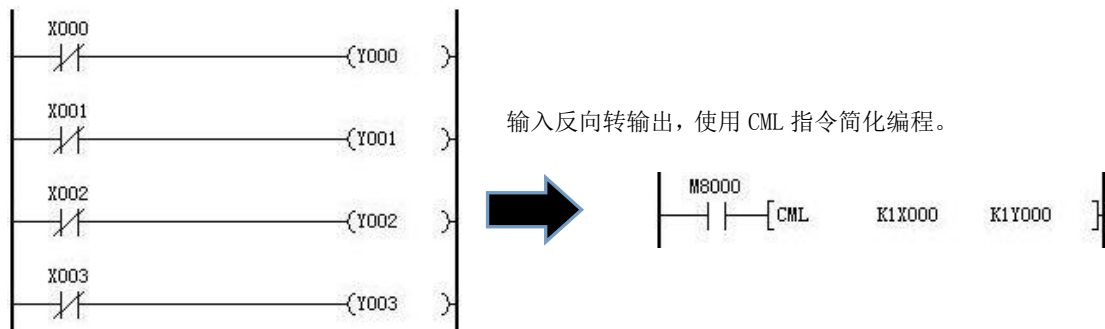 X000
(Y000 )
X001
(Y001 )
输入反向转输出，使用 CML 指令简化编程。
X002
(Y002 )
M8000
[CML K1X000 K1Y000 ]
X003
(Y003 )